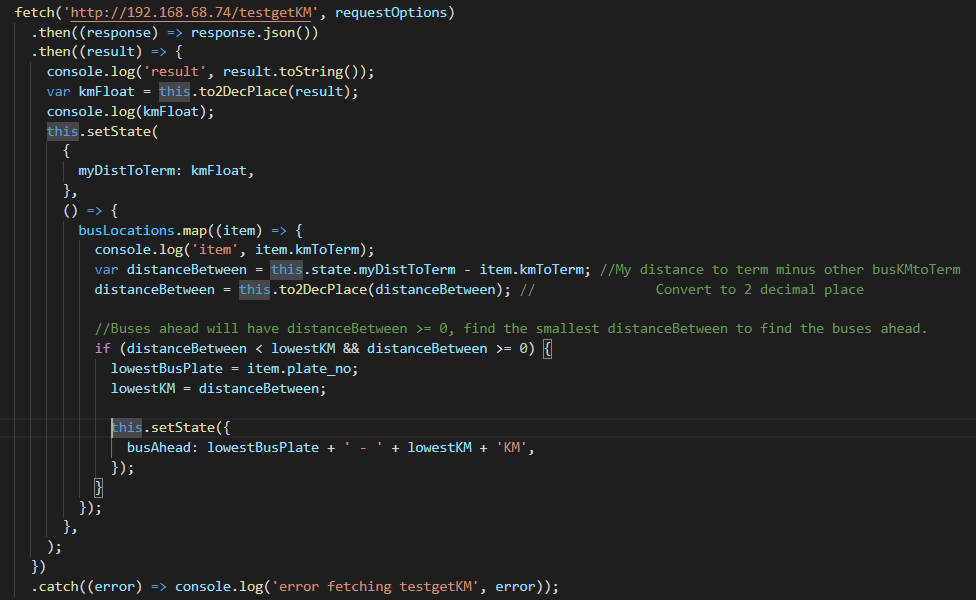 fetch('http://192.168.68.74/testgetKM', requestOptions)
.then((response) => response.json())
.then((result) => {
console.log('result', result.toString());
var kmFloat = this.to2DecPlace(result);
console.log(kmFloat);
this.setState(
{
myDistToTerm: kmFloat,
},
() => {
busLocations.map((item) => {
console.log('item', item.kmToTerm);
var distanceBetween = this.state.myDistToTerm - item.kmToTerm; //My distance to term minus other busKMtoTerm
distanceBetween = this.to2DecPlace(distanceBetween); // Convert to 2 decimal place
//Buses ahead will have distanceBetween >= 0, find the smallest distanceBetween to find the buses ahead.
if (distanceBetween < lowestKM && distanceBetween >= 0) {
lowestBusPlate = item.plate_no;
lowestKM = distanceBetween;
this.setState({
busAhead: lowestBusPlate + ' - ' + lowestKM + 'KM',
});
}
});
},
);
})
.catch((error) => console.log('error fetching testgetKM', error));